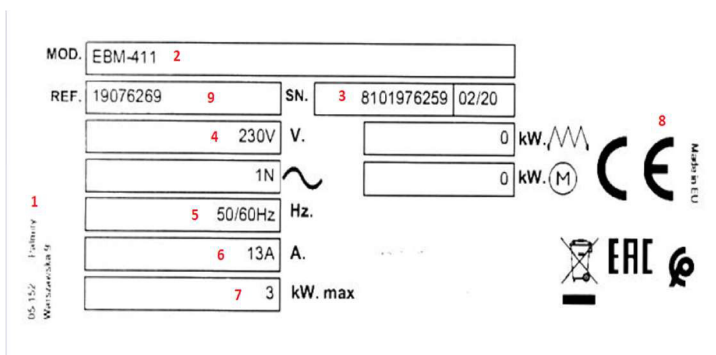 MOD. EBM-411 2
REF. 19076269 9 SN. 3 8101976259 02/20
4 230V V. 0 kW.
1N 0 kW. M
5 50/60Hz Hz.
6 13A A.
7 3 kW. max
1
05-152
Warszawska 9
8
CE
Made in EU
EAC